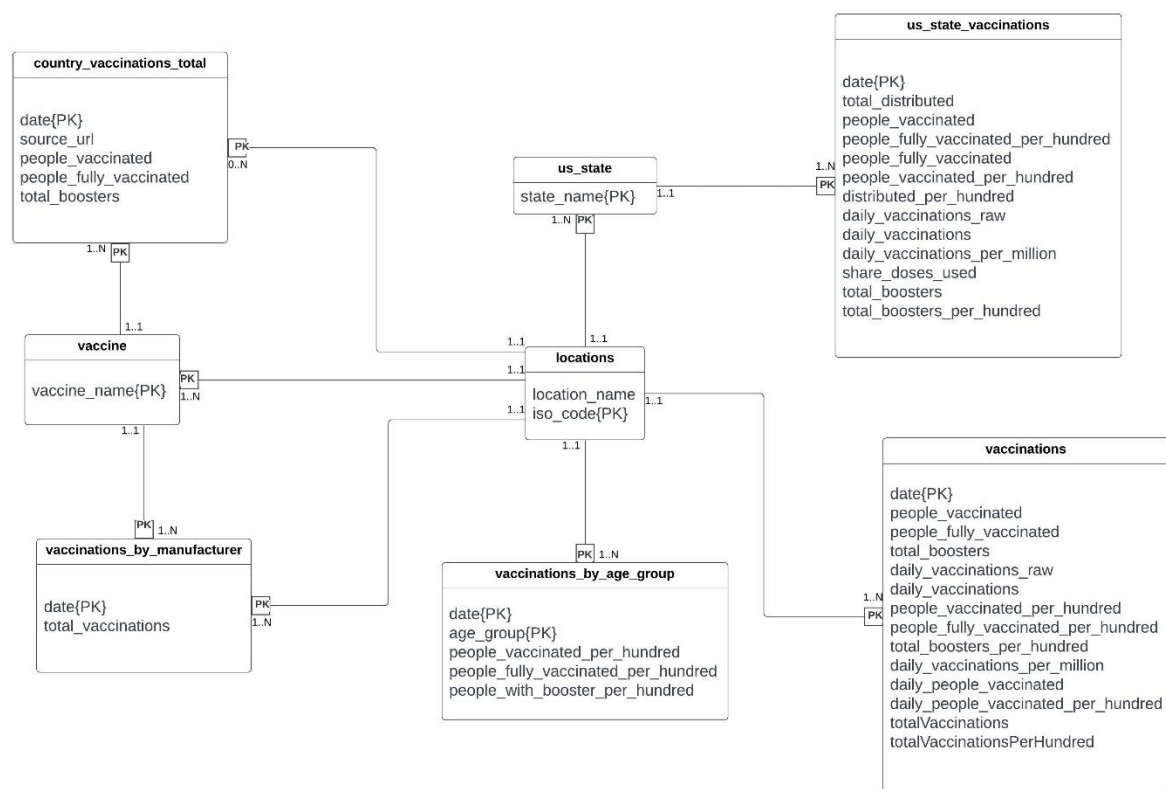 country_vaccinations_total
date{PK}
source_url
people_vaccinated
people_fully_vaccinated
total_boosters
PK
0..N
1..N
PK
1..1
vaccine
vaccine_name{PK}
PK
1..N
1..1
PK
1..N
vaccinations_by_manufacturer
date{PK}
total_vaccinations
PK
1..N
us_state
state_name{PK}
1..1
1..N
PK
1..1
1..1
1..1
1..1
locations
location_name
iso_code{PK}
1..1
1..1
PK
1..N
vaccinations_by_age_group
date{PK}
age_group{PK}
people_vaccinated_per_hundred
people_fully_vaccinated_per_hundred
people_with_booster_per_hundred
us_state_vaccinations
1..N
PK
date{PK}
total_distributed
people_vaccinated
people_fully_vaccinated_per_hundred
people_fully_vaccinated
people_vaccinated_per_hundred
distributed_per_hundred
daily_vaccinations_raw
daily_vaccinations
daily_vaccinations_per_million
share_doses_used
total_boosters
total_boosters_per_hundred
vaccinations
1..N
PK
date{PK}
people_vaccinated
people_fully_vaccinated
total_boosters
daily_vaccinations_raw
daily_vaccinations
people_vaccinated_per_hundred
people_fully_vaccinated_per_hundred
total_boosters_per_hundred
daily_vaccinations_per_million
daily_people_vaccinated
daily_people_vaccinated_per_hundred
totalVaccinations
totalVaccinationsPerHundred